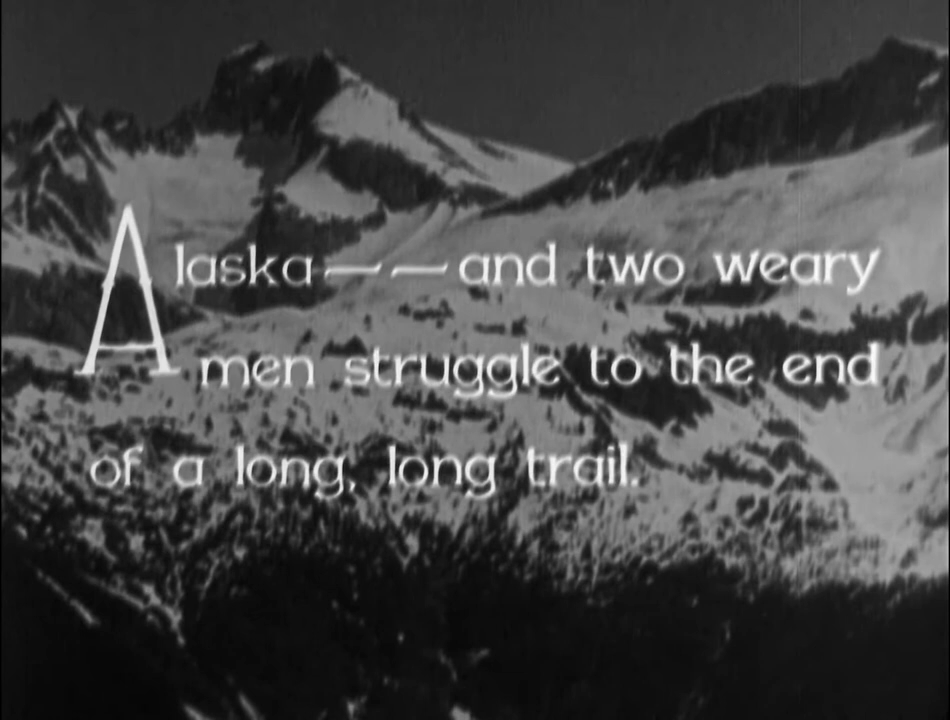 Alaska — — and two weary
men struggle to the end
of a long, long trail.